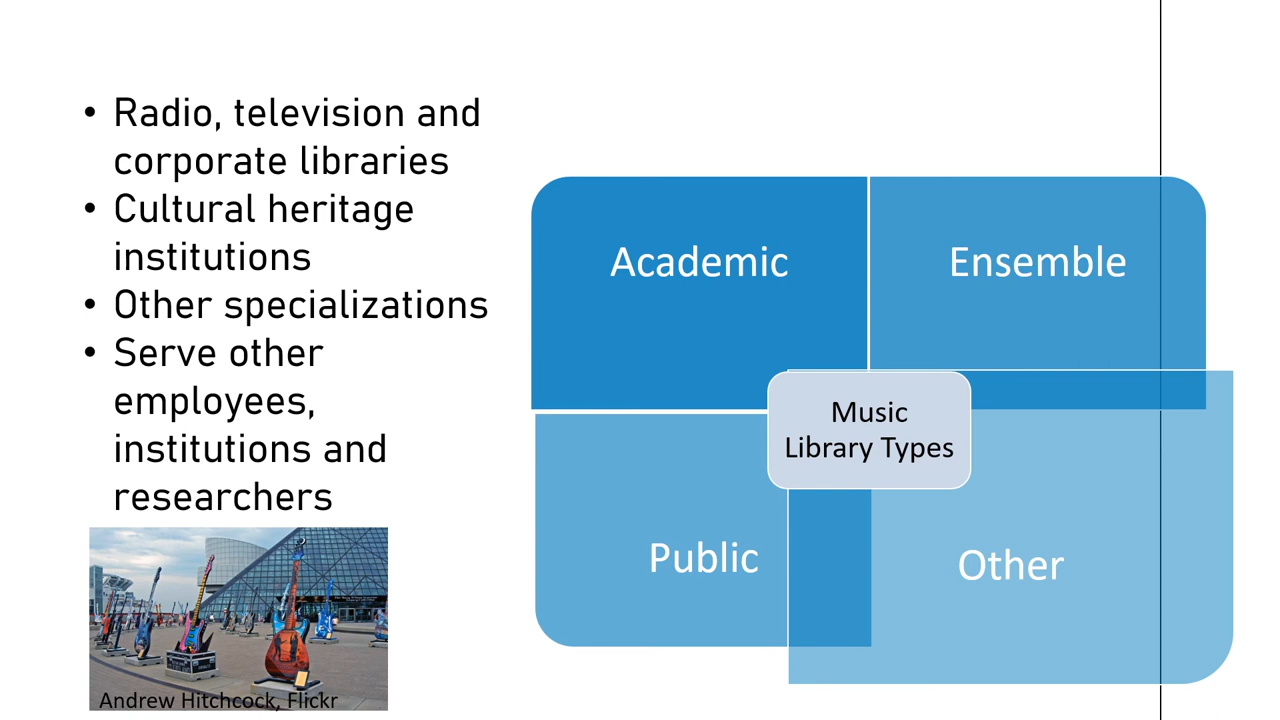 • Radio, television and
corporate libraries
• Cultural heritage
institutions
• Other specializations
• Serve other
employees,
institutions and
researchers
Andrew Hitchcock, Flickr
Academic
Ensemble
Music
Library Types
Public
Other